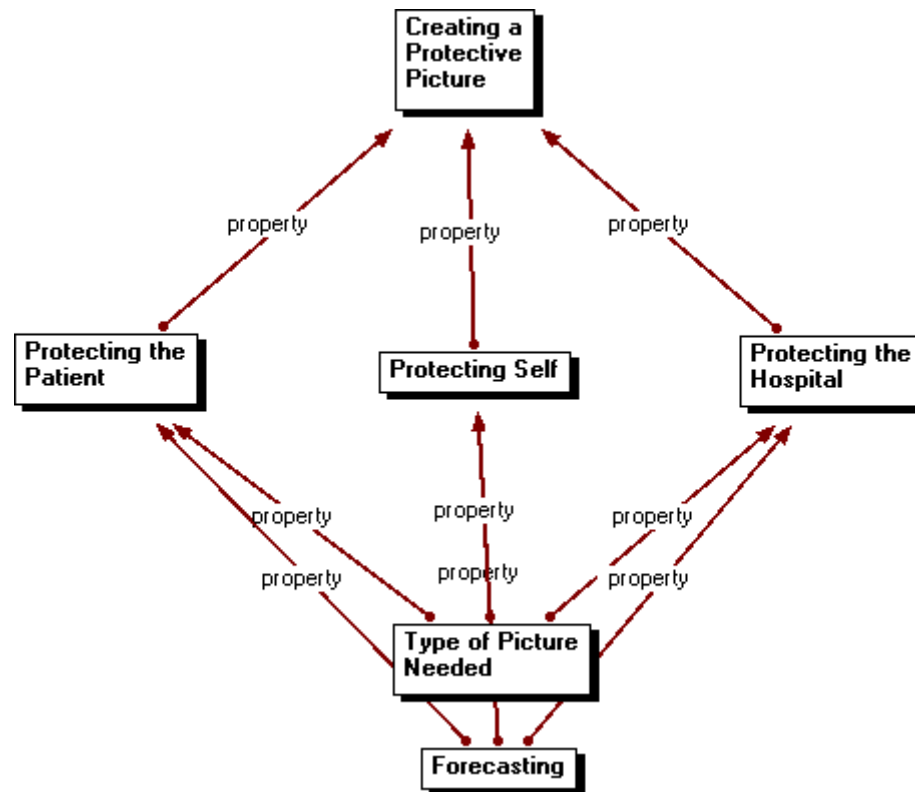 Creating a
Protective
Picture
property
property
property
Protecting the
Patient
Protecting Self
Protecting the
Hospital
property
property
property
property
property
property
Type of Picture
Needed
Forecasting